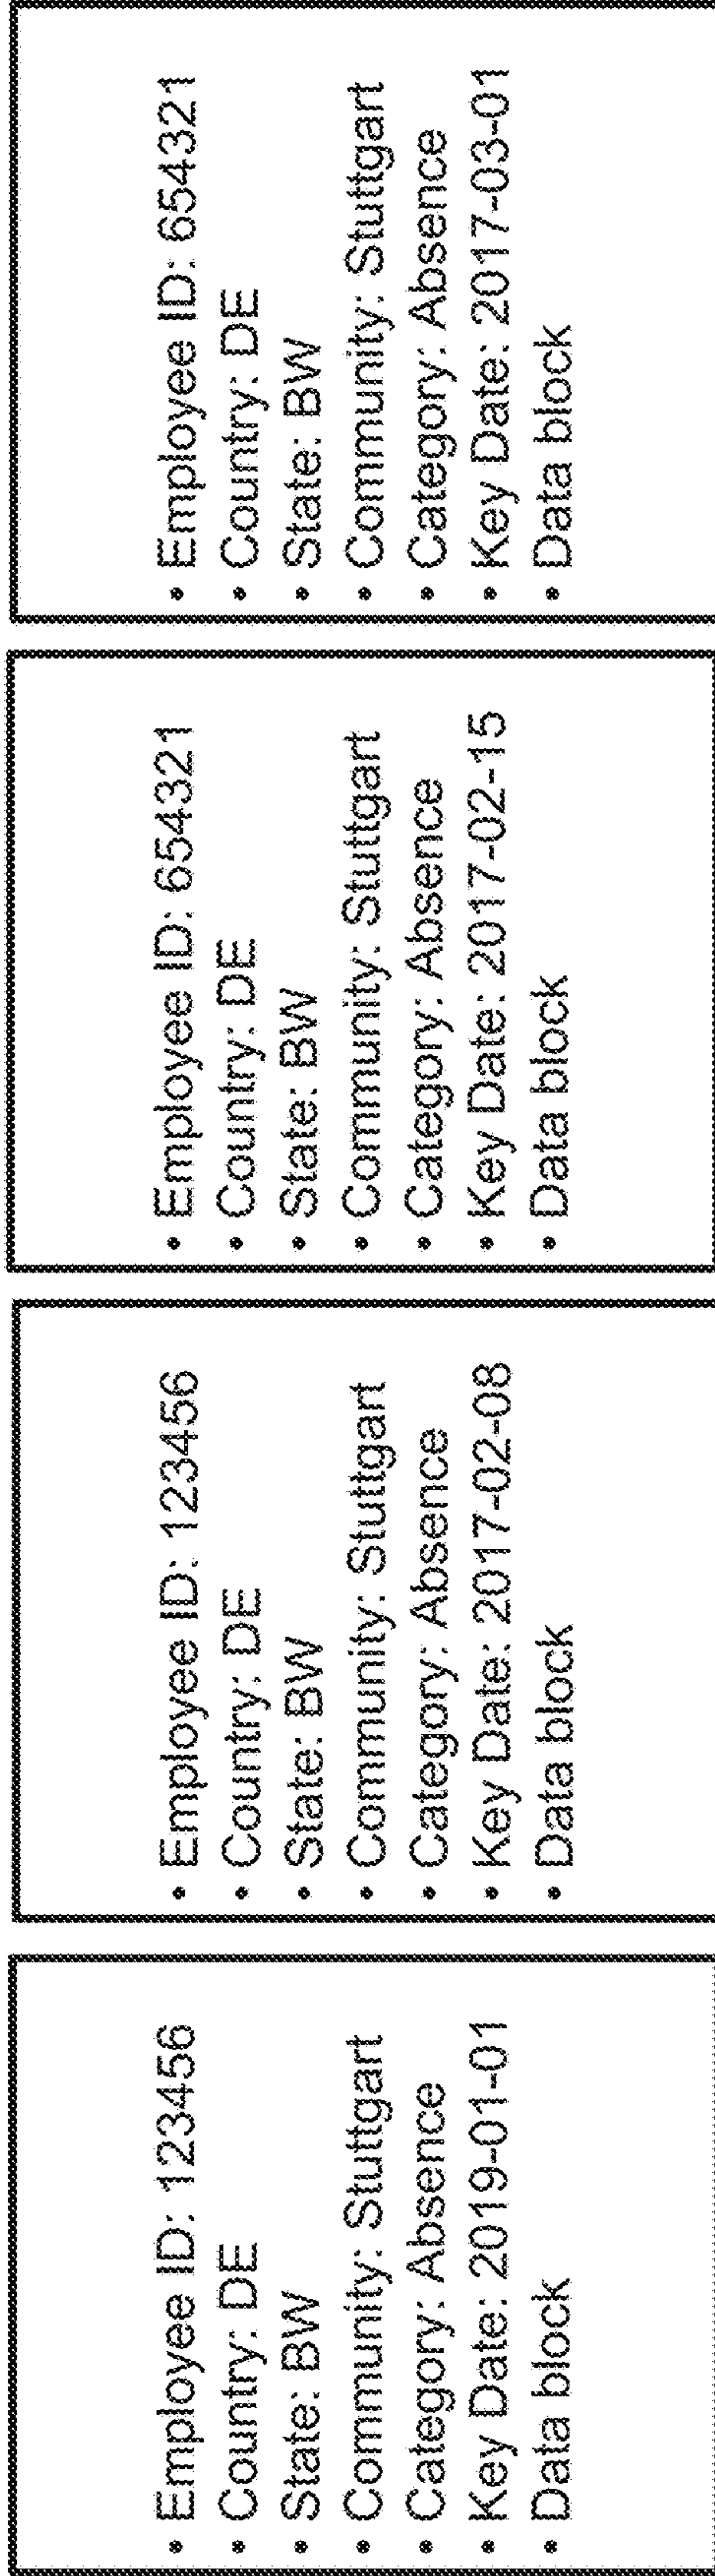 • Employee ID: 123456
• Country: DE
• State: BW
• Community: Stuttgart
• Category: Absence
• Key Date: 2019-01-01
• Data block
• Employee ID: 123456
• Country: DE
• State: BW
• Community: Stuttgart
• Category: Absence
• Key Date: 2017-02-08
• Data block
• Employee ID: 654321
• Country: DE
• State: BW
• Community: Stuttgart
• Category: Absence
• Key Date: 2017-02-15
• Data block
• Employee ID: 654321
• Country: DE
• State: BW
• Community: Stuttgart
• Category: Absence
• Key Date: 2017-03-01
• Data block